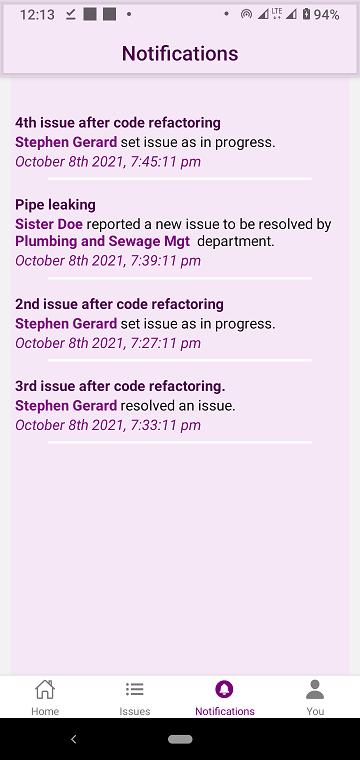 12:13
LTE
94%
Notifications
4th issue after code refactoring
Stephen Gerard set issue as in progress.
October 8th 2021, 7:45:11 pm
Pipe leaking
Sister Doe reported a new issue to be resolved by
Plumbing and Sewage Mgt department.
October 8th 2021, 7:39:11 pm
2nd issue after code refactoring
Stephen Gerard set issue as in progress.
October 8th 2021, 7:27:11 pm
3rd issue after code refactoring.
Stephen Gerard resolved an issue.
October 8th 2021, 7:33:11 pm
Home
Issues
Notifications
You